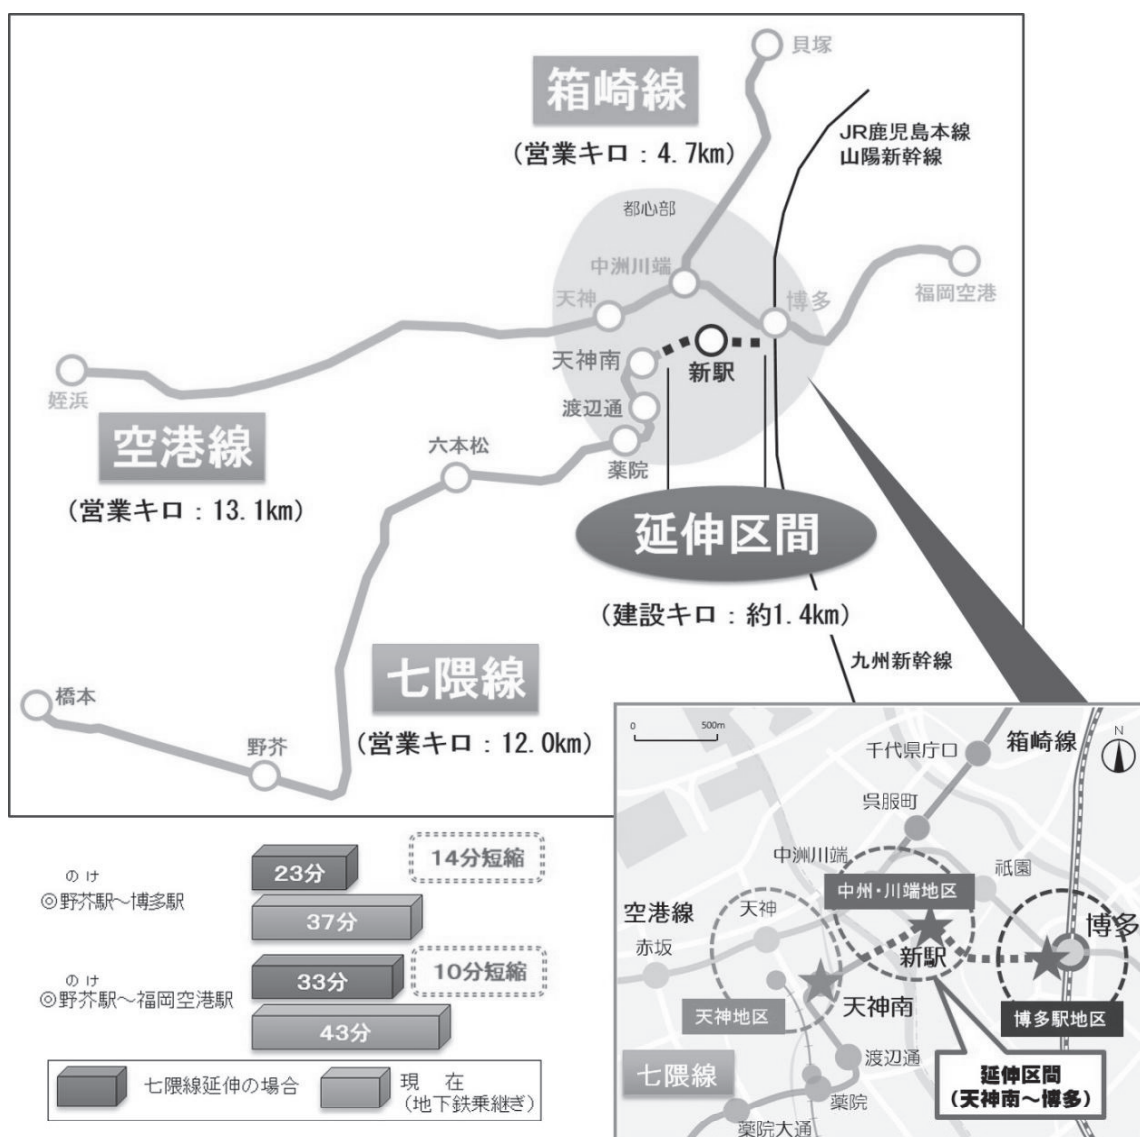 貝塚
箱崎線
(営業キロ：4.7km)
JR鹿児島本線
山陽新幹線
都心部
中洲川端
天神
博多
福岡空港
天神南
新駅
姪浜
渡辺通
空港線
六本松
薬院
(営業キロ：13.1km)
延伸区間
(建設キロ：約1.4km)
九州新幹線
七隈線
橋本
野芥
(営業キロ：12.0km)
0 500m
千代県庁口
箱崎線
N
呉服町
中洲川端
祇園
中州・川端地区
空港線
天神
博多
赤坂
新駅
天神南
天神地区
博多駅地区
渡辺通
七隈線
延伸区間
(天神南～博多)
薬院
薬院大通
14分短縮
23分
のけ
◎野芥駅～博多駅
37分
10分短縮
33分
のけ
◎野芥駅～福岡空港駅
43分
七隈線延伸の場合
現 在
(地下鉄乗継ぎ)